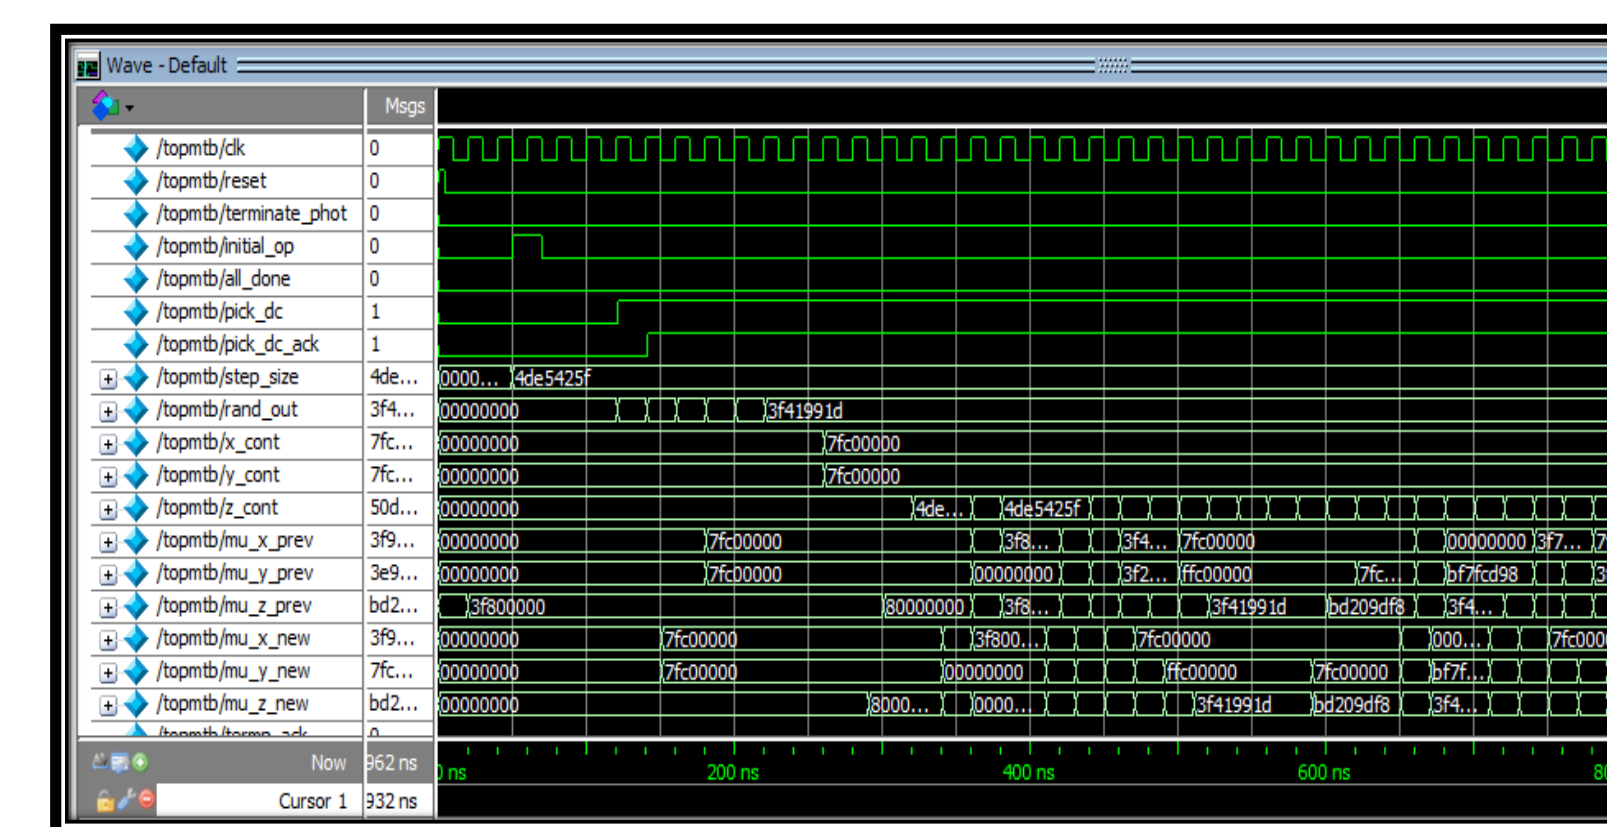 Wave - Default
Msgs
/topmtb/clk 0
/topmtb/reset 0
/topmtb/terminate_phot 0
/topmtb/initial_op 0
/topmtb/all_done 0
/topmtb/pick_dc 1
/topmtb/pick_dc_ack 1
/topmtb/step_size 4de... 0000... 4de5425f
/topmtb/rand_out 3f4... 00000000 3f41991d
/topmtb/x_cont 7fc... 00000000 7fc00000
/topmtb/y_cont 7fc... 00000000 7fc00000
/topmtb/z_cont 50d... 00000000 4de... 4de5425f
/topmtb/mu_x_prev 3f9... 00000000 7fc00000 3f8... 3f4... 7fc00000 00000000 3f7...
/topmtb/mu_y_prev 3e9... 00000000 7fc00000 00000000 3f2... ffc00000 7fc... bf7fcd98
/topmtb/mu_z_prev bd2... 3f800000 80000000 3f8... 3f41991d bd209df8 3f4...
/topmtb/mu_x_new 3f9... 00000000 7fc00000 3f800... 7fc00000 000... 7fc000
/topmtb/mu_y_new 7fc... 00000000 7fc00000 00000000 ffc00000 7fc00000 bf7f...
/topmtb/mu_z_new bd2... 00000000 8000... 0000... 3f41991d bd209df8 3f4...
Now 962 ns 0 ns 200 ns 400 ns 600 ns
Cursor 1 932 ns